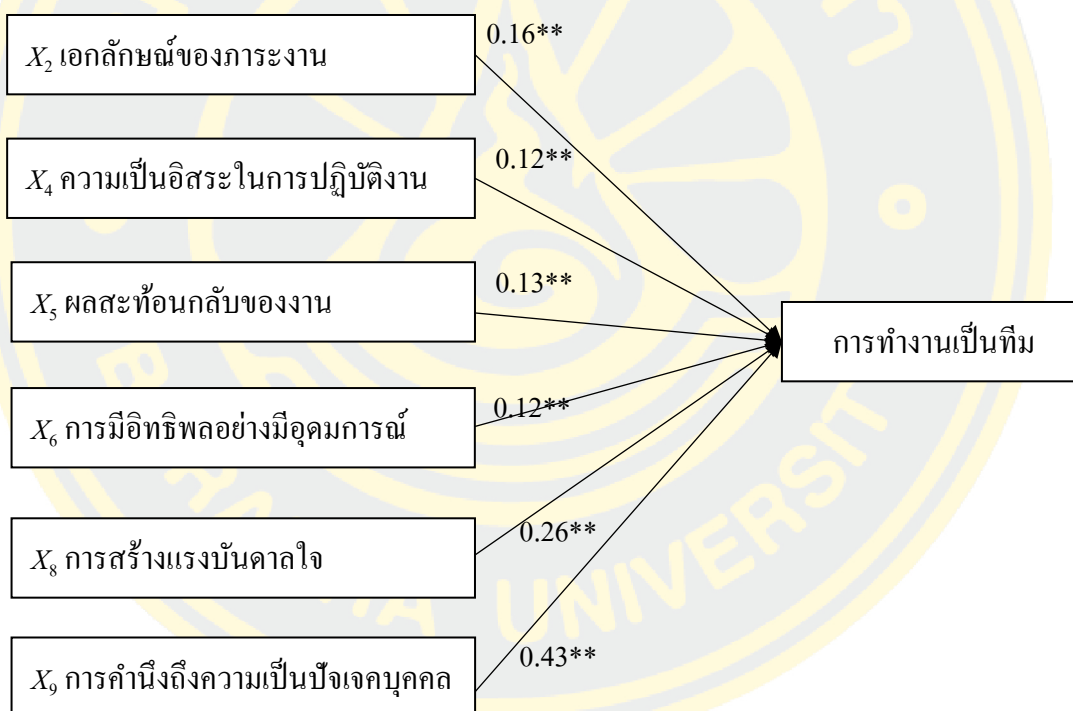 0.16**
X₂ เอกลักษณ์ของภาระงาน
0.12**
X₄ ความเป็นอิสระในการปฏิบัติงาน
0.13**
X₅ ผลสะท้อนกลับของงาน
การทำงานเป็นทีม
0.12**
X₆ การมีอิทธิพลอย่างมีอุดมการณ์
0.26**
X₈ การสร้างแรงบันดาลใจ
0.43**
X₉ การคำนึงถึงความเป็นปัจเจคบุคคล
UNIVERSIT